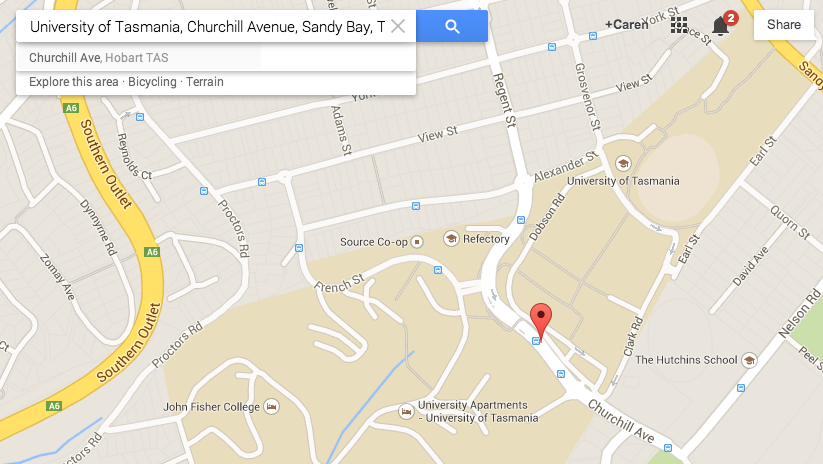 University of Tasmania, Churchill Avenue, Sandy Bay, T
+Caren
2
Share
Churchill Ave, Hobart TAS
Explore this area · Bicycling · Terrain
York St
View St
Grosvenor St
Regent St
Sandy
A6
Adams St
View St
Reynolds Ct
Southern Outlet
Alexander St
Earl St
University of Tasmania
Proctors Rd
Dynnyrne Rd
Dobson Rd
Quorn St
Source Co-op
Refectory
Earl St
A6
David Ave
Zomay Ave
French St
Nelson Rd
Southern Outlet
Proctors Rd
Clark Rd
Ct
The Hutchins School
Peel St
A6
John Fisher College
University Apartments
- University of Tasmania
Churchill Ave
ctors Rd